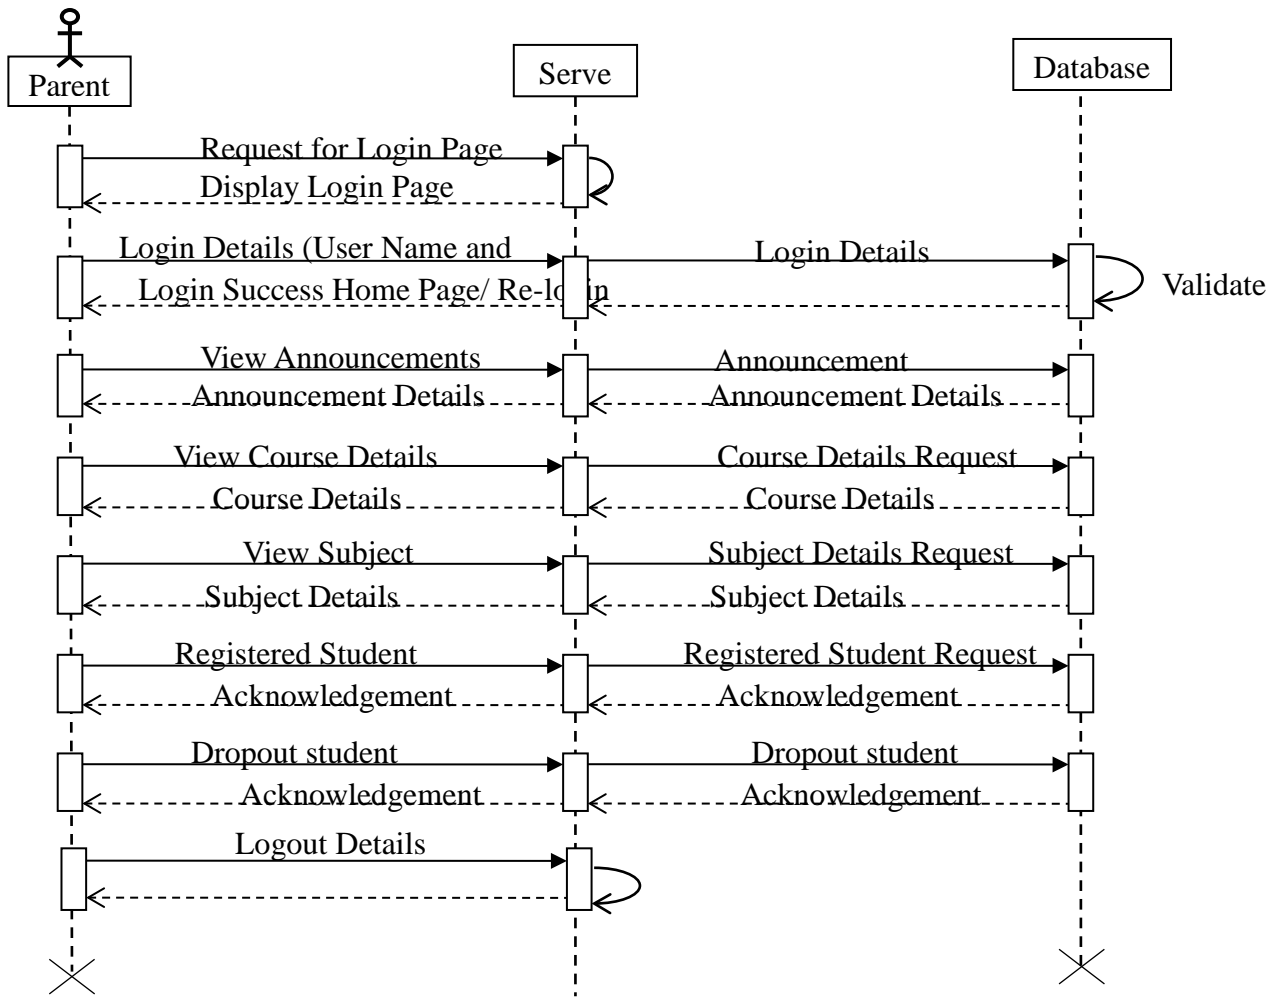 Parent
Serve
Database
Request for Login Page
Display Login Page
Login Details (User Name and
Login Details
Login Success Home Page/ Re-login
Validate
View Announcements
Announcement
Announcement Details
Announcement Details
View Course Details
Course Details Request
Course Details
Course Details
View Subject
Subject Details Request
Subject Details
Subject Details
Registered Student
Registered Student Request
Acknowledgement
Acknowledgement
Dropout student
Dropout student
Acknowledgement
Acknowledgement
Logout Details